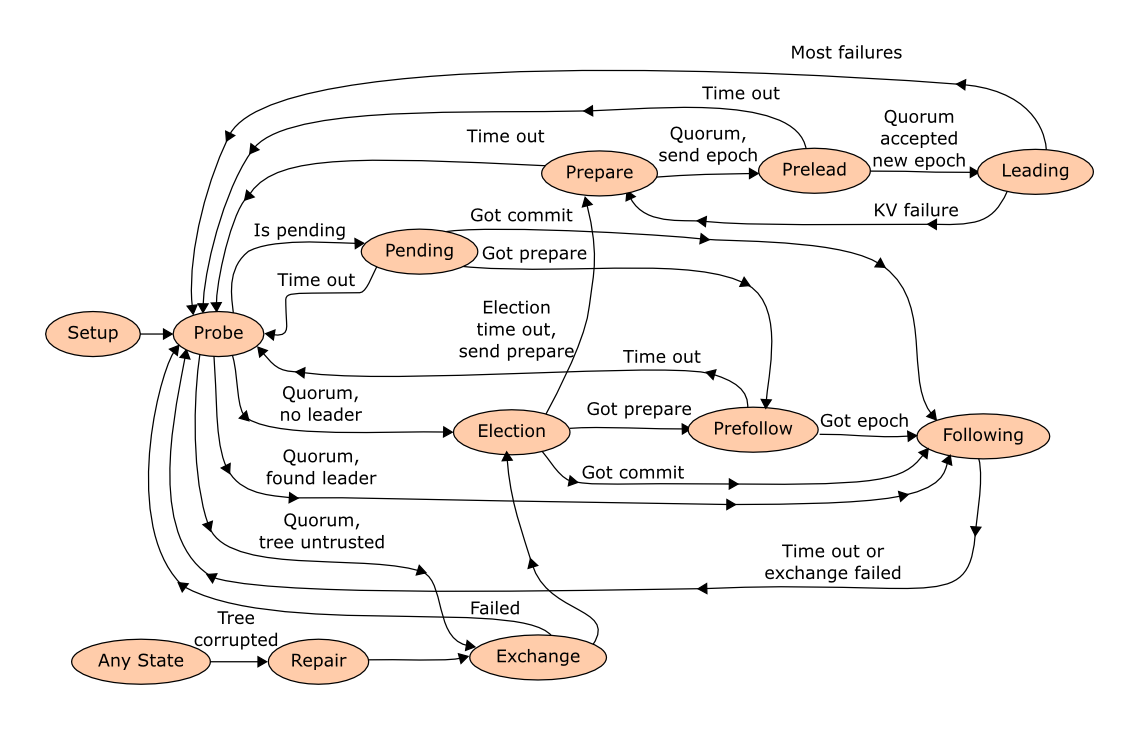 Most failures
Time out
Quorum
accepted
new epoch
Time out
Quorum,
send epoch
Prepare
Prelead
Leading
Got commit
KV failure
Is pending
Pending
Got prepare
Time out
Election
time out,
send prepare
Setup
Probe
Time out
Quorum,
no leader
Got prepare
Election
Prefollow
Got epoch
Following
Quorum,
found leader
Got commit
Quorum,
tree untrusted
Time out or
exchange failed
Failed
Tree
corrupted
Any State
Repair
Exchange